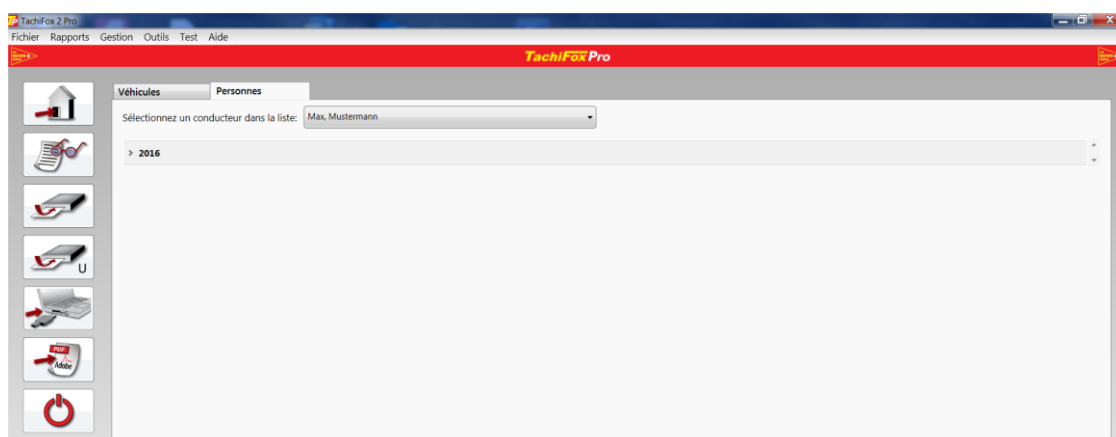 TP TachiFox 2 Pro
Fichier Rapports Gestion Outils Test Aide
TachiFox Pro
Véhicules Personnes
Sélectionnez un conducteur dans la liste: Max, Mustermann
> 2016
U
PDF
Adobe